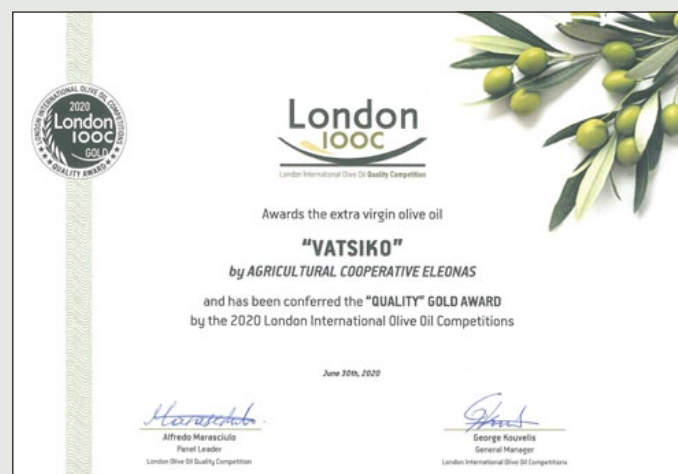 LONDON INTERNATIONAL OLIVE OIL COMPETITIONS
2020
London
IOOC
GOLD
QUALITY AWARD
London
IOOC
London International Olive Oil Quality Competition
Awards the extra virgin olive oil
"VATSIKO"
by AGRICULTURAL COOPERATIVE ELEONAS
and has been conferred the "QUALITY" GOLD AWARD
by the 2020 London International Olive Oil Competitions
June 30th, 2020
Alfredo Marasciulo
Panel Leader
London Olive Oil Quality Competition
George Kouvelis
General Manager
London International Olive Oil Competitions